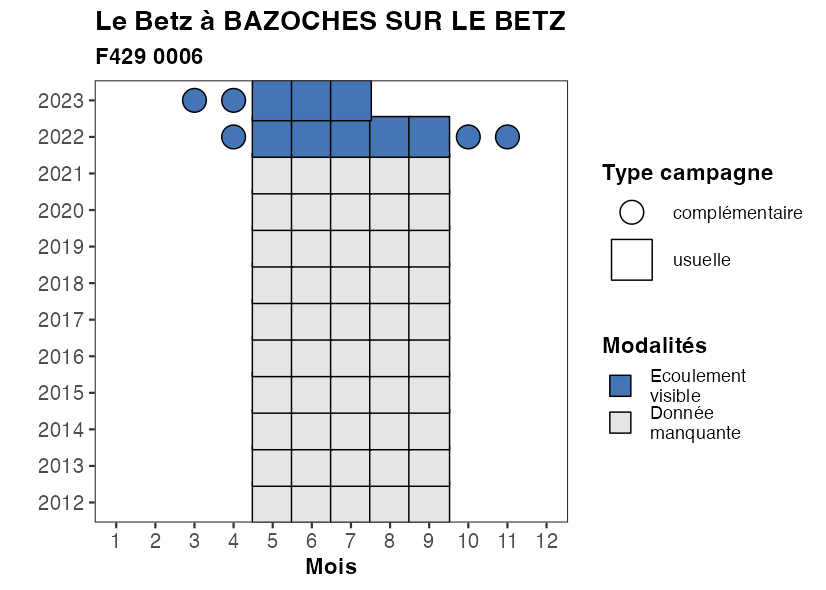 Le Betz à BAZOCHES SUR LE BETZ
F429 0006
2023
2022
2021
2020
2019
2018
2017
2016
2015
2014
2013
2012
1 2 3 4 5 6 7 8 9 10 11 12
Mois
Type campagne
complémentaire
usuelle
Modalités
Ecoulement
visible
Donnée
manquante